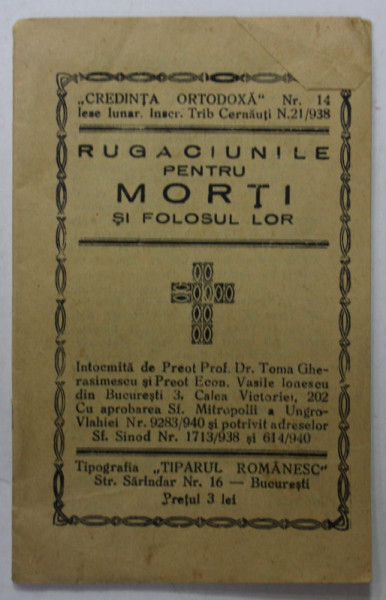 „CREDINȚA ORTODOXĂ“ Nr. 14
Iese lunar. Inscr. Trib Cernăuți N.21/938
RUGACIUNILE
PENTRU
MORȚI
ȘI FOLOSUL LOR
Intocmită de Preot Prof. Dr. Toma Ghe-
rasimescu și Preot Econ. Vasile Ionescu
din București 3, Calea Victoriei, 202
Cu aprobarea Sf. Mitropolii a Ungro-
Vlahiei Nr. 9283/940 și potrivit adreselor
Sf. Sinod Nr. 1713/938 și 614/940
Tipografia „TIPARUL ROMÂNESC“
Str. Sărindar Nr. 16 — București
Prețul 3 lei